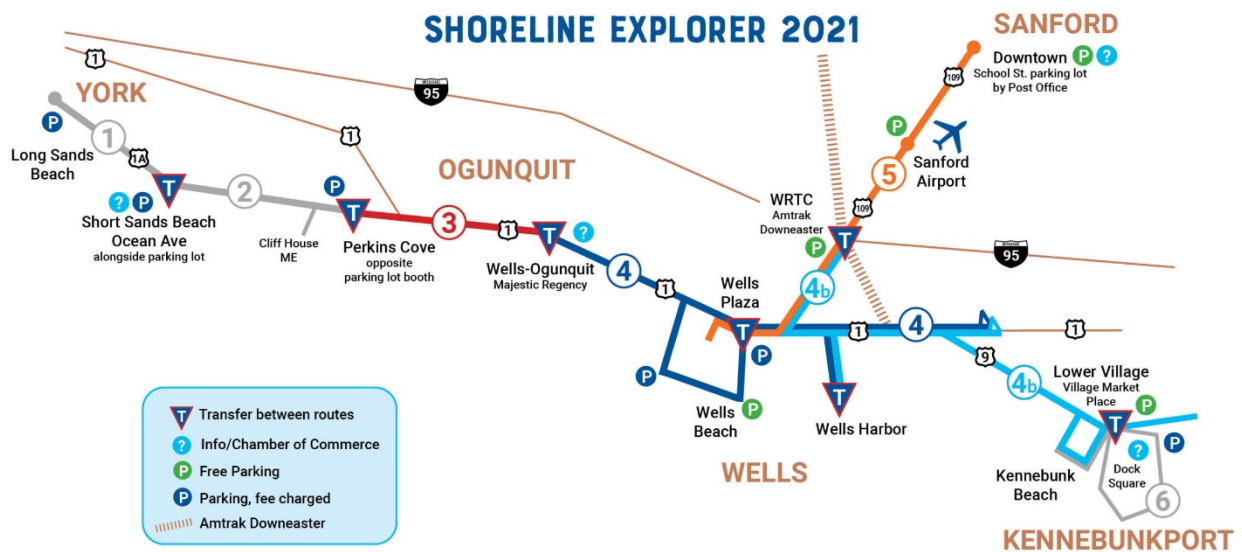 SHORELINE EXPLORER 2021
SANFORD
Downtown P ?
School St. parking lot
by Post Office
1
95
109
YORK
P
1
1A
Long Sands
Beach
1
P
Sanford
Airport
5
OGUNQUIT
2
P
T
T
? P
Short Sands Beach
Ocean Ave
alongside parking lot
Cliff House
ME
3
1
Perkins Cove
opposite
parking lot booth
T
?
Wells-Ogunquit
Majestic Regency
4
1
WRTC
Amtrak
Downeaster
109
P
T
95
4b
Wells
Plaza
T
P
1
4
1
P
Wells
Beach
P
T
Wells Harbor
9
4b
Lower Village
Village Market
Place
P
T
P
?
Kennebunk
Beach
Dock
Square
6
WELLS
KENNEBUNKPORT
T Transfer between routes
? Info/Chamber of Commerce
P Free Parking
P Parking, fee charged
Amtrak Downeaster